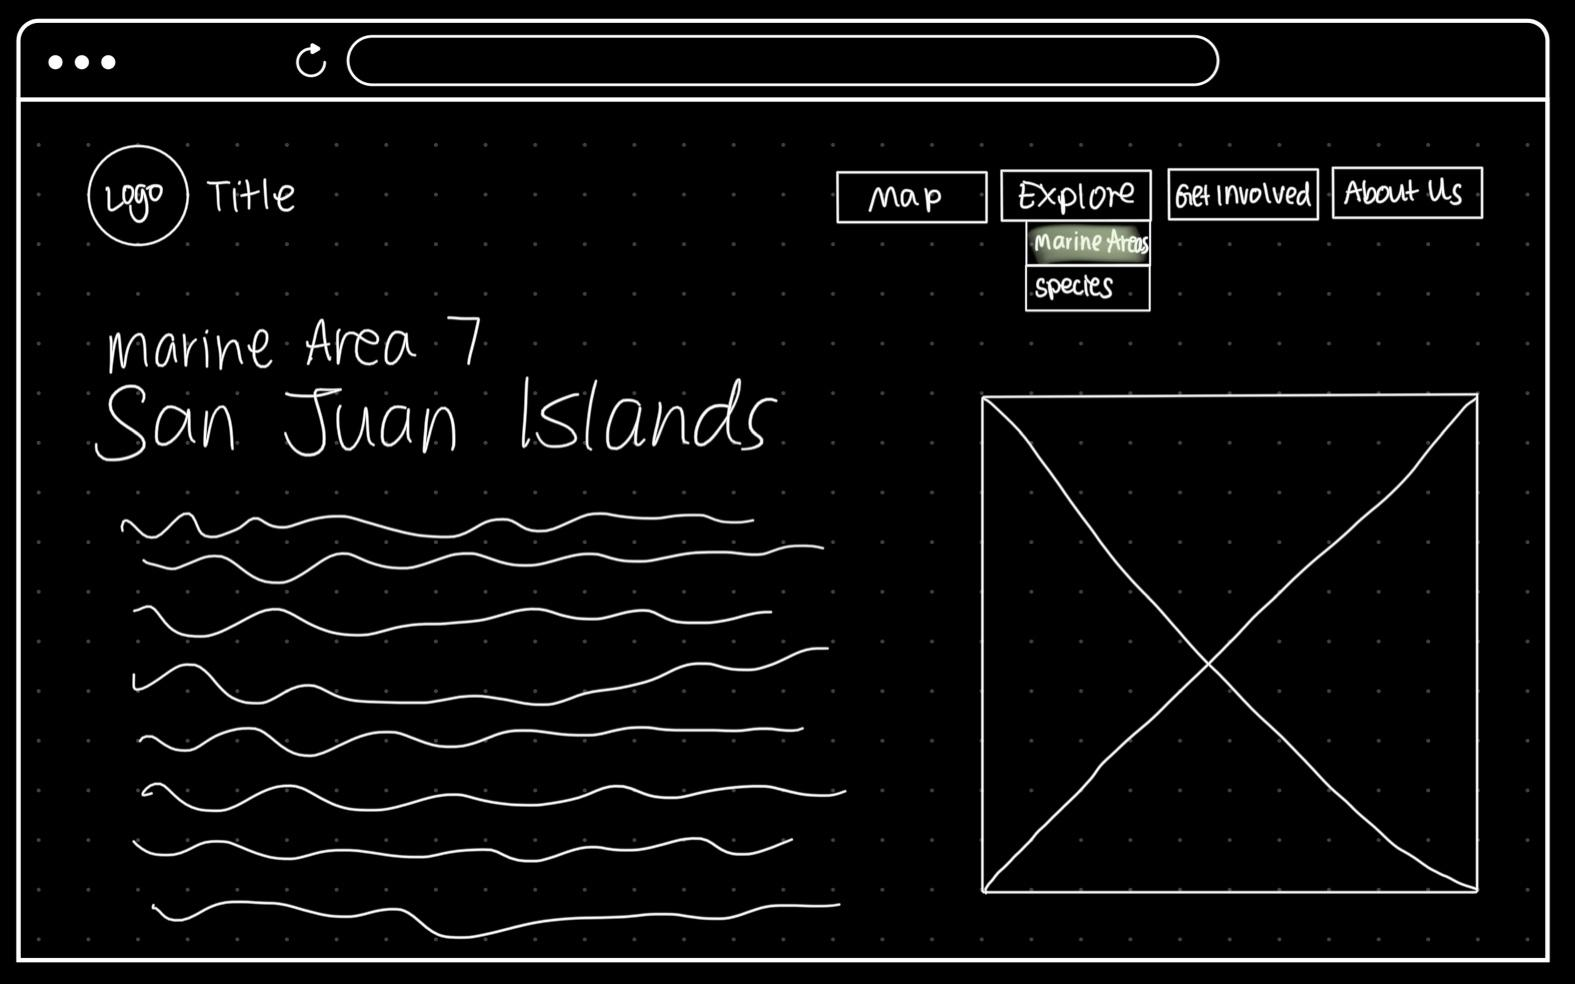 Logo
Title
Map
Explore
Get Involved
About Us
Marine Areas
species
marine Area 7
San Juan Islands